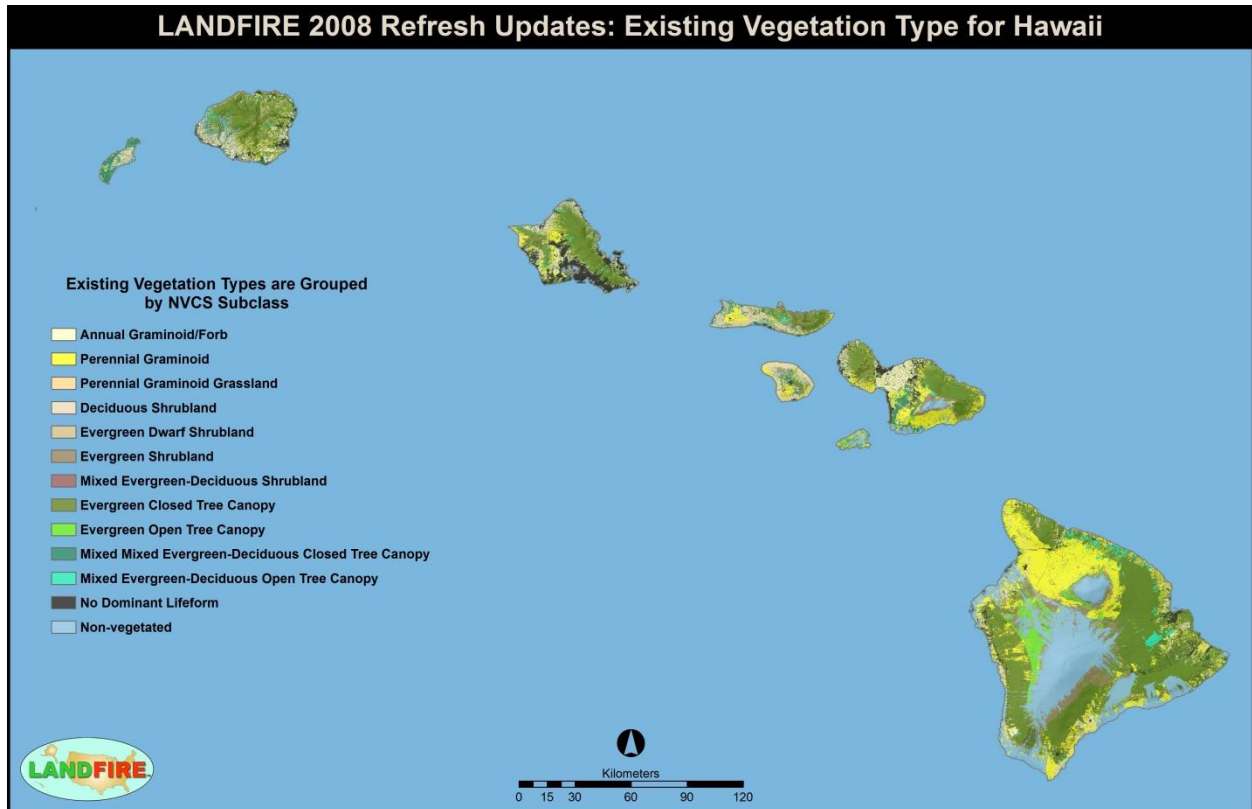 LANDFIRE 2008 Refresh Updates: Existing Vegetation Type for Hawaii
Existing Vegetation Types are Grouped
by NVCS Subclass
Annual Graminoid/Forb
Perennial Graminoid
Perennial Graminoid Grassland
Deciduous Shrubland
Evergreen Dwarf Shrubland
Evergreen Shrubland
Mixed Evergreen-Deciduous Shrubland
Evergreen Closed Tree Canopy
Evergreen Open Tree Canopy
Mixed Mixed Evergreen-Deciduous Closed Tree Canopy
Mixed Evergreen-Deciduous Open Tree Canopy
No Dominant Lifeform
Non-vegetated
LANDFIRE
Kilometers
0 15 30 60 90 120